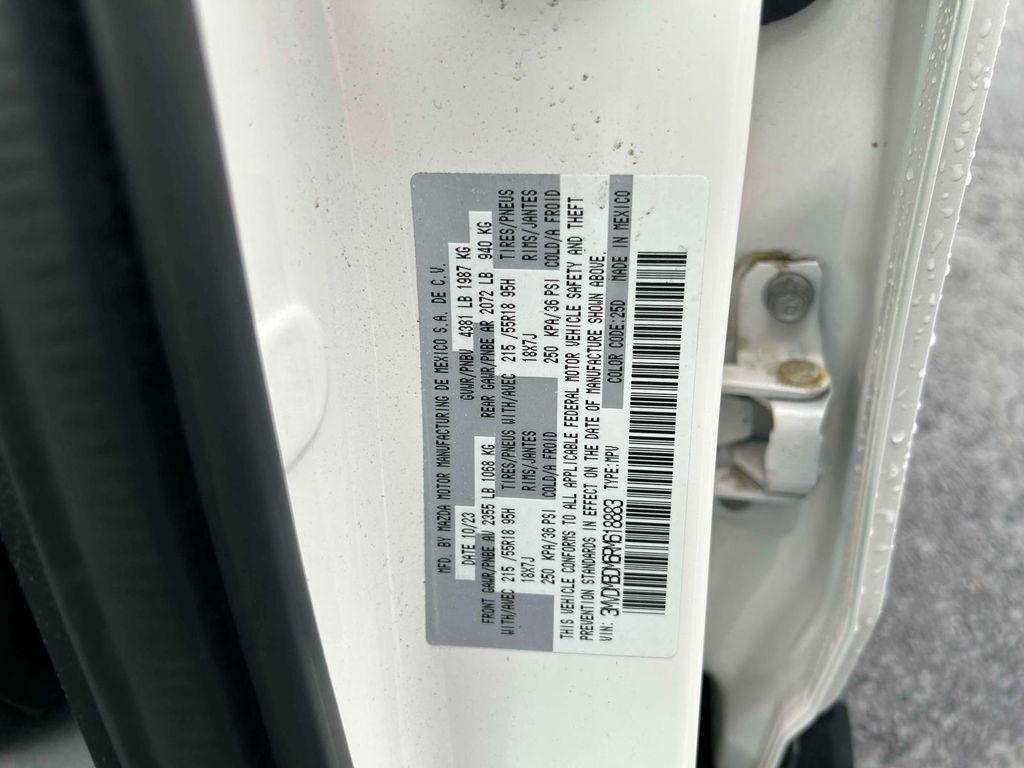 MFD. BY MAZDA MOTOR MANUFACTURING DE MEXICO S.A. DE C.V.
DATE 10/23 GVWR/PNBV 4381 LB 1987 KG
FRONT GAWR/PNBE AV 2355 LB 1068 KG REAR GAWR/PNBE AR 2072 LB 940 KG
WITH/AVEC 215 /55R18 95H TIRES/PNEUS WITH/AVEC 215 /55R18 95H TIRES/PNEUS
18X7J RIMS/JANTES 18X7J RIMS/JANTES
250 KPA/36 PSI COLD/A FROID 250 KPA/36 PSI COLD/A FROID
THIS VEHICLE CONFORMS TO ALL APPLICABLE FEDERAL MOTOR VEHICLE SAFETY AND THEFT
PREVENTION STANDARDS IN EFFECT ON THE DATE OF MANUFACTURE SHOWN ABOVE.
VIN: 3MVDMBDM6RM618883 TYPE:MPV COLOR CODE:25D MADE IN MEXICO